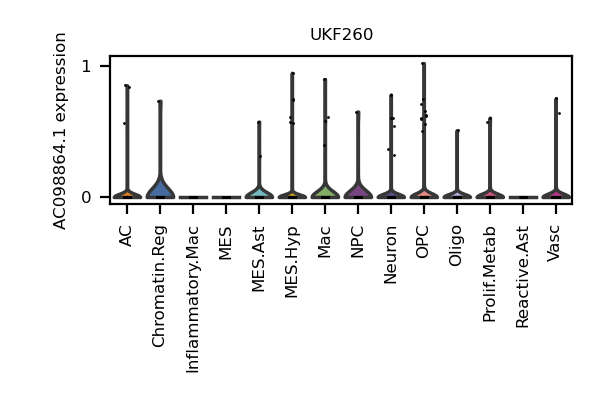 UKF260
AC098864.1 expression
1
0
AC
Chromatin.Reg
Inflammatory.Mac
MES
MES.Ast
MES.Hyp
Mac
NPC
Neuron
OPC
Oligo
Prolif.Metab
Reactive.Ast
Vasc